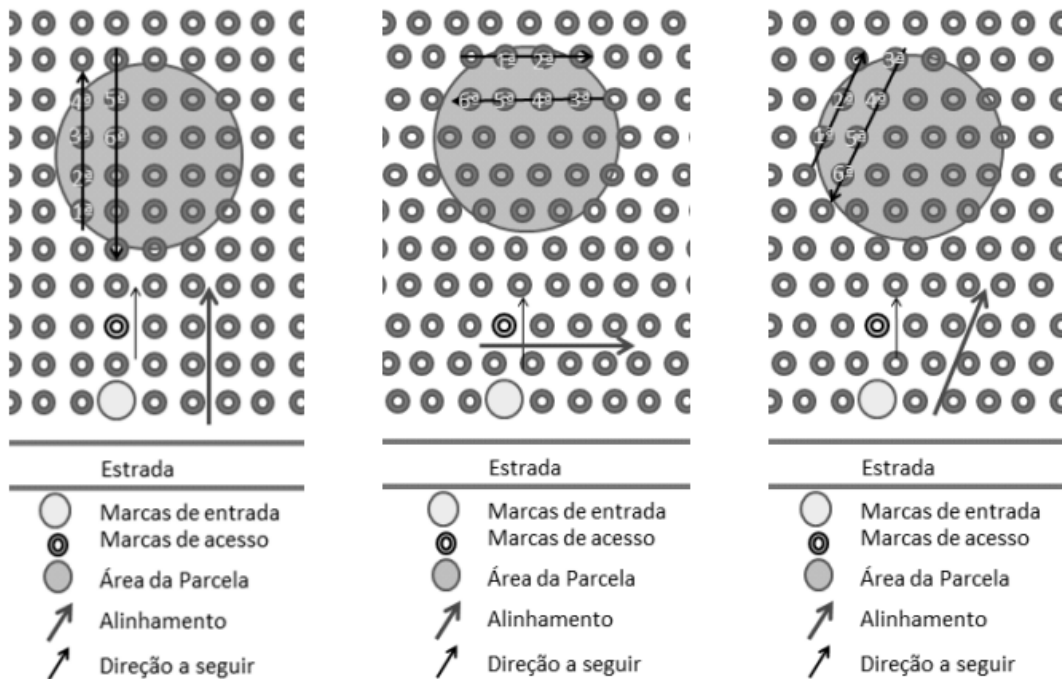 4ª 5ª
3ª 6ª
2ª
1ª
Estrada
Marcas de entrada
Marcas de acesso
Área da Parcela
Alinhamento
Direção a seguir
1ª 2ª
6ª 5ª 4ª 3ª
Estrada
Marcas de entrada
Marcas de acesso
Área da Parcela
Alinhamento
Direção a seguir
3ª
2ª 4ª
1ª 5ª
6ª
Estrada
Marcas de entrada
Marcas de acesso
Área da Parcela
Alinhamento
Direção a seguir